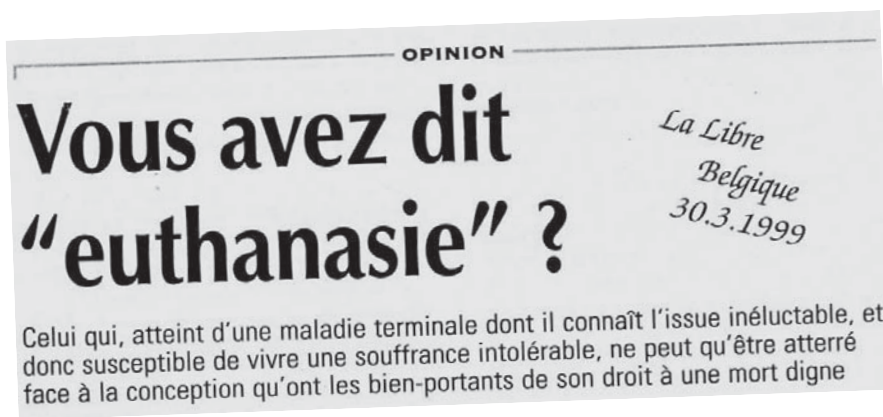 OPINION
Vous avez dit
“euthanasie” ?
La Libre
Belgique
30.3.1999
Celui qui, atteint d’une maladie terminale dont il connaît l’issue inéluctable, et
donc susceptible de vivre une souffrance intolérable, ne peut qu’être atterré
face à la conception qu’ont les bien-portants de son droit à une mort digne